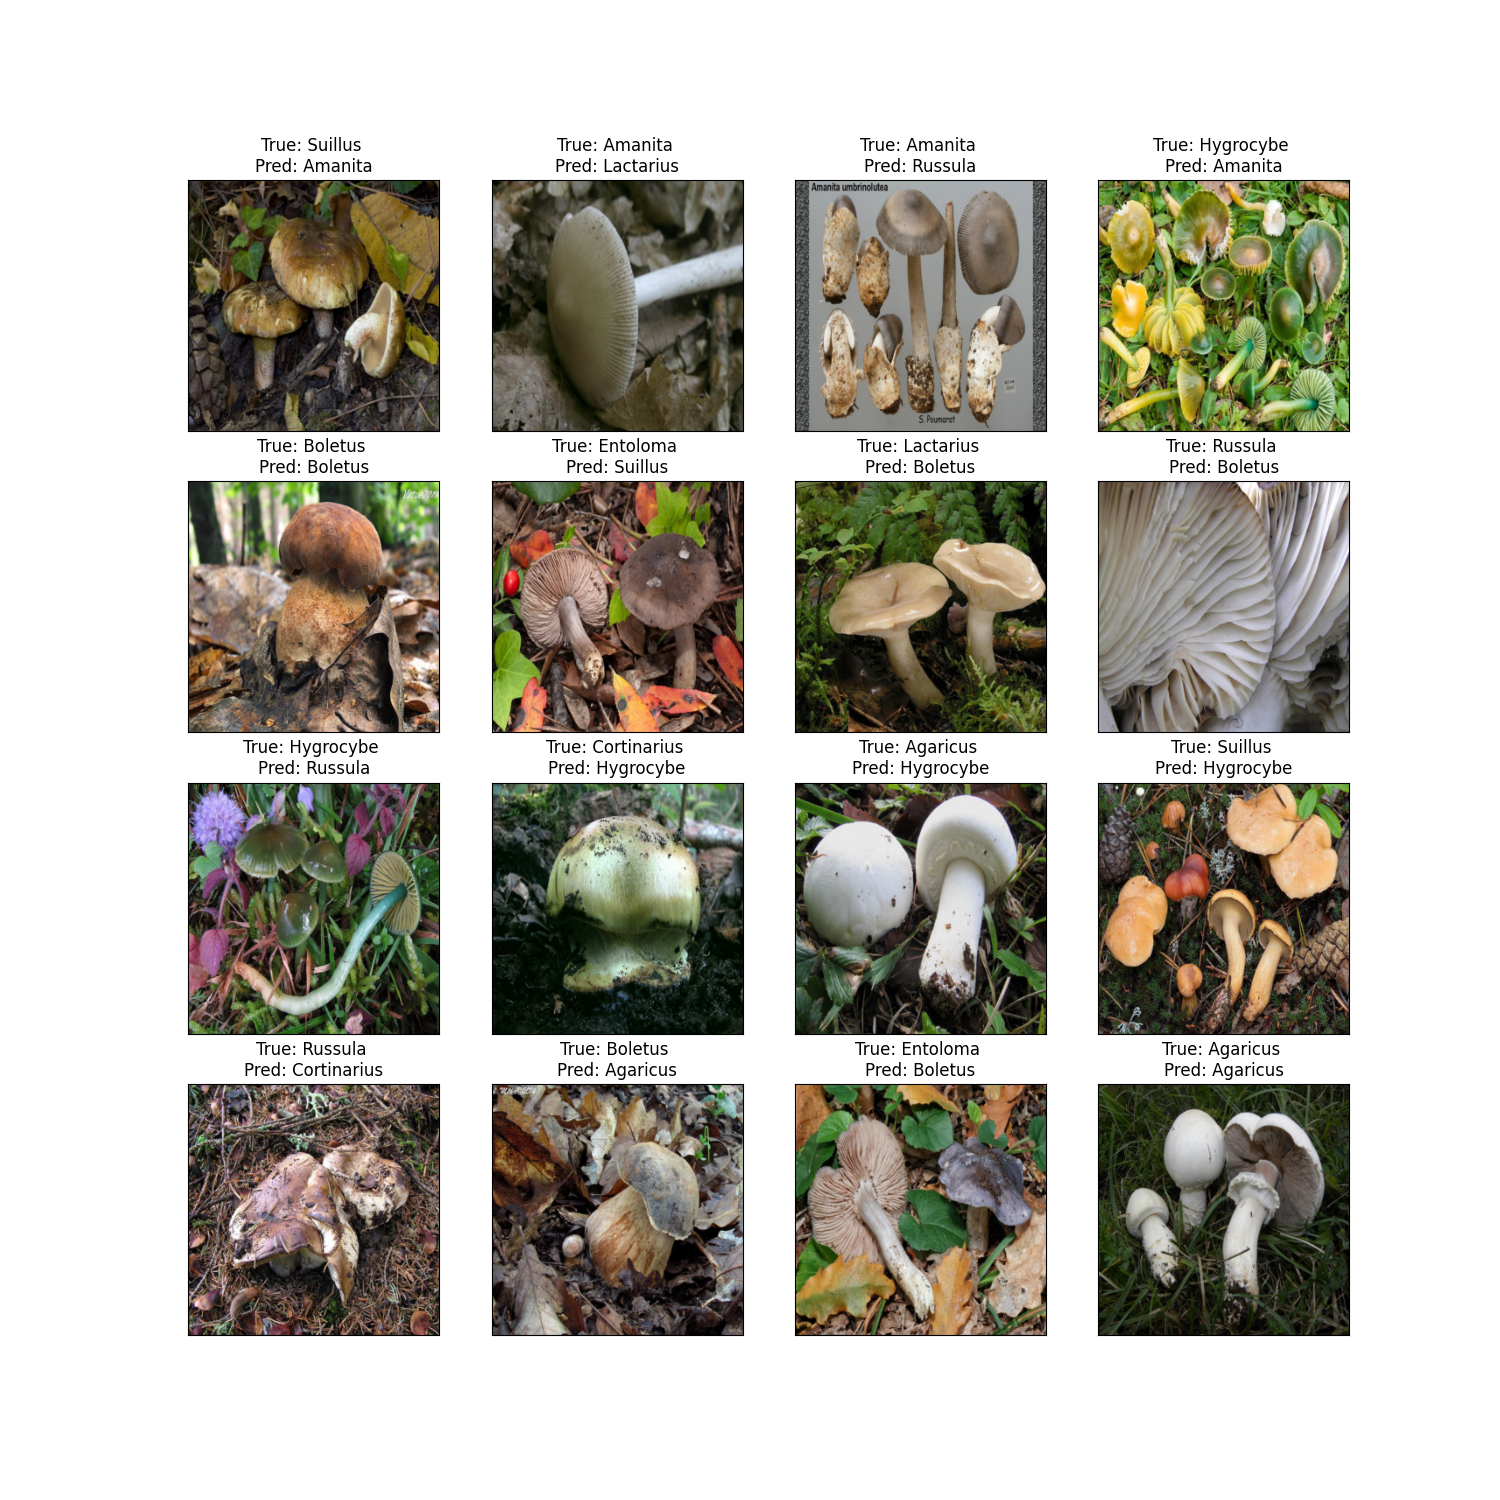 True: Suillus
Pred: Amanita
True: Amanita
Pred: Lactarius
True: Amanita
Pred: Russula
True: Hygrocybe
Pred: Amanita
Amanita umbrinolutea
S. Poumarat
True: Boletus
Pred: Boletus
True: Entoloma
Pred: Suillus
True: Lactarius
Pred: Boletus
True: Russula
Pred: Boletus
True: Hygrocybe
Pred: Russula
True: Cortinarius
Pred: Hygrocybe
True: Agaricus
Pred: Hygrocybe
True: Suillus
Pred: Hygrocybe
True: Russula
Pred: Cortinarius
True: Boletus
Pred: Agaricus
True: Entoloma
Pred: Boletus
True: Agaricus
Pred: Agaricus